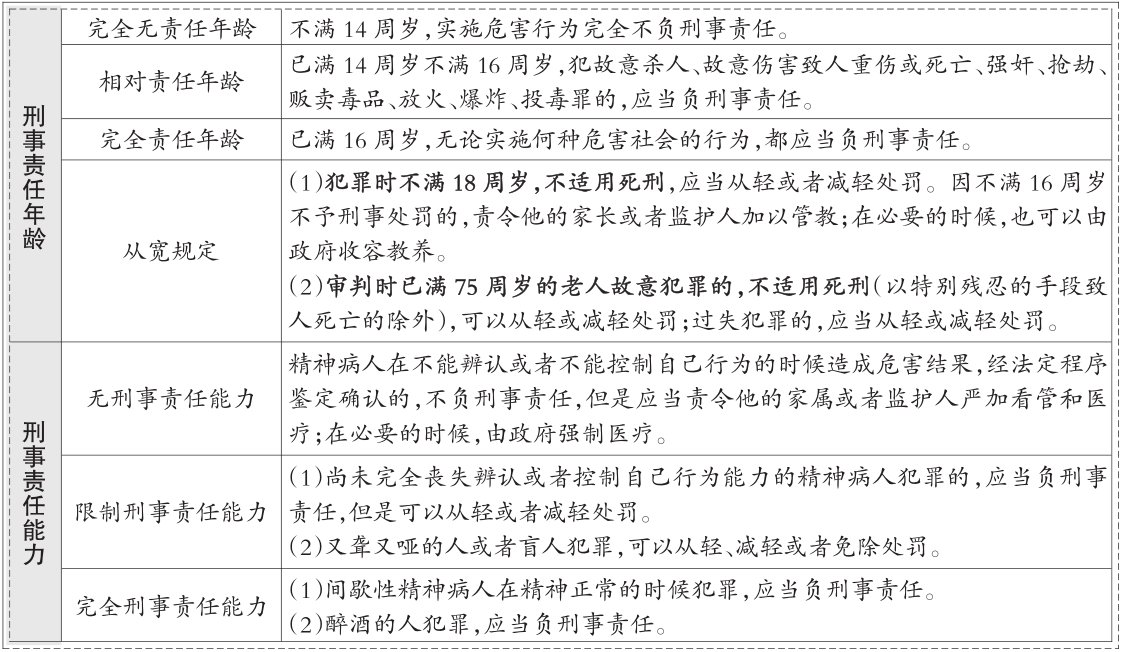 刑事责任年龄
完全无责任年龄
不满 14 周岁,实施危害行为完全不负刑事责任。
相对责任年龄
已满 14 周岁不满 16 周岁,犯故意杀人、故意伤害致人重伤或死亡、强奸、抢劫、
贩卖毒品、放火、爆炸、投毒罪的,应当负刑事责任。
完全责任年龄
已满 16 周岁,无论实施何种危害社会的行为,都应当负刑事责任。
从宽规定
(1)犯罪时不满 18 周岁,不适用死刑,应当从轻或者减轻处罚。因不满 16 周岁
不予刑事处罚的,责令他的家长或者监护人加以管教;在必要的时候,也可以由
政府收容教养。
(2)审判时已满 75 周岁的老人故意犯罪的,不适用死刑(以特别残忍的手段致
人死亡的除外),可以从轻或减轻处罚;过失犯罪的,应当从轻或减轻处罚。
刑事责任能力
无刑事责任能力
精神病人在不能辨认或者不能控制自己行为的时候造成危害结果,经法定程序
鉴定确认的,不负刑事责任,但是应当责令他的家属或者监护人严加看管和医
疗;在必要的时候,由政府强制医疗。
限制刑事责任能力
(1)尚未完全丧失辨认或者控制自己行为能力的精神病人犯罪的,应当负刑事
责任,但是可以从轻或者减轻处罚。
(2)又聋又哑的人或者盲人犯罪,可以从轻、减轻或者免除处罚。
完全刑事责任能力
(1)间歇性精神病人在精神正常的时候犯罪,应当负刑事责任。
(2)醉酒的人犯罪,应当负刑事责任。